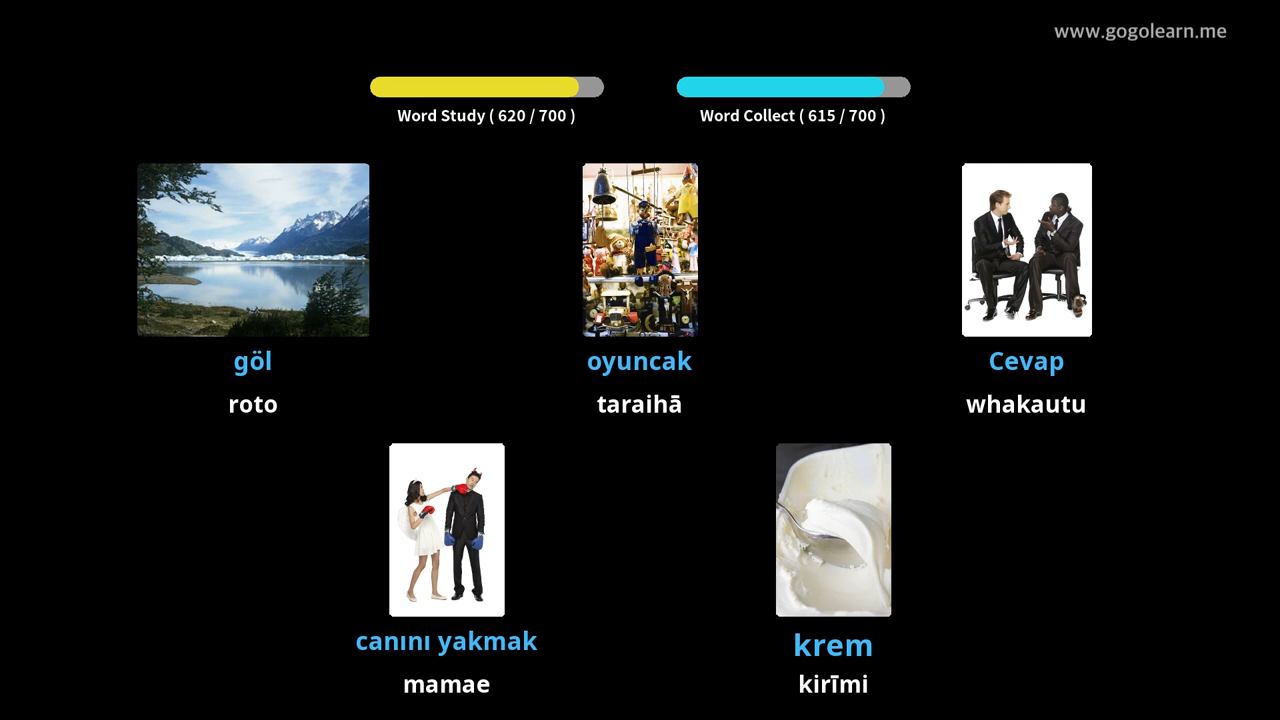 www.gogolearn.me
Word Study ( 620 / 700 )
Word Collect ( 615 / 700 )
göl
oyuncak
Cevap
roto
taraihā
whakautu
canını yakmak
krem
mamae
kirīmi